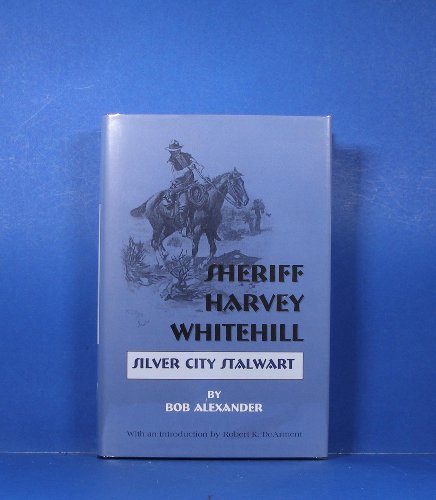 SHERIFF
HARVEY
WHITEHILL
SILVER CITY STALWART
BY
BOB ALEXANDER
With an Introduction by Robert K. DeArment